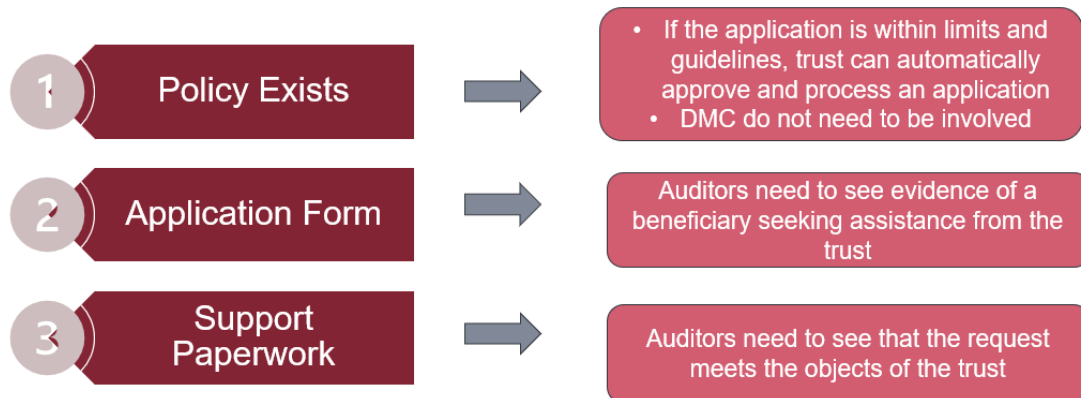 1
Policy Exists
• If the application is within limits and
guidelines, trust can automatically
approve and process an application
• DMC do not need to be involved
2
Application Form
Auditors need to see evidence of a
beneficiary seeking assistance from the
trust
3
Support
Paperwork
Auditors need to see that the request
meets the objects of the trust